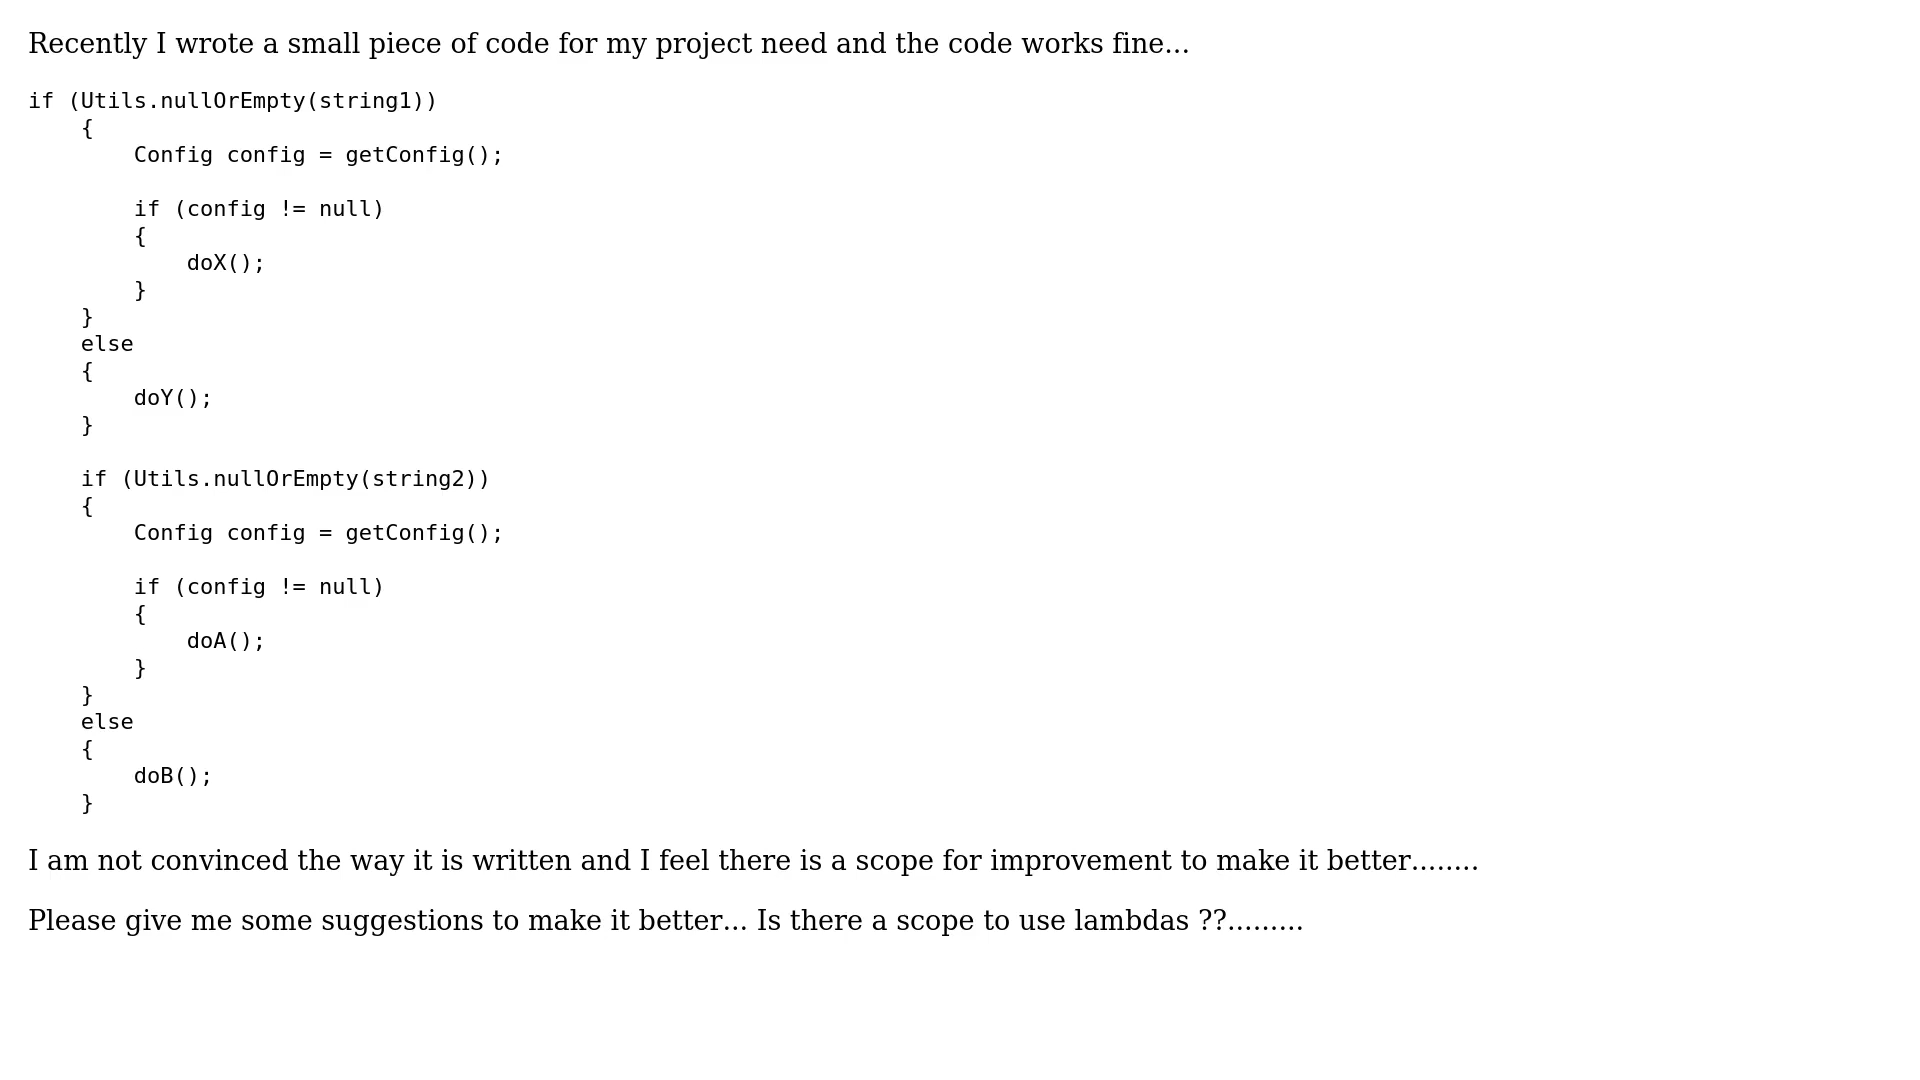 Recently I wrote a small piece of code for my project need and the code works fine...
if (Utils.nullOrEmpty(string1))
    {
        Config config = getConfig();

        if (config != null)
        {
            doX();
        }
    }
    else
    {
        doY();
    }

    if (Utils.nullOrEmpty(string2))
    {
        Config config = getConfig();

        if (config != null)
        {
            doA();
        }
    }
    else
    {
        doB();
    }
I am not convinced the way it is written and I feel there is a scope for improvement to make it better........
Please give me some suggestions to make it better... Is there a scope to use lambdas ??.........